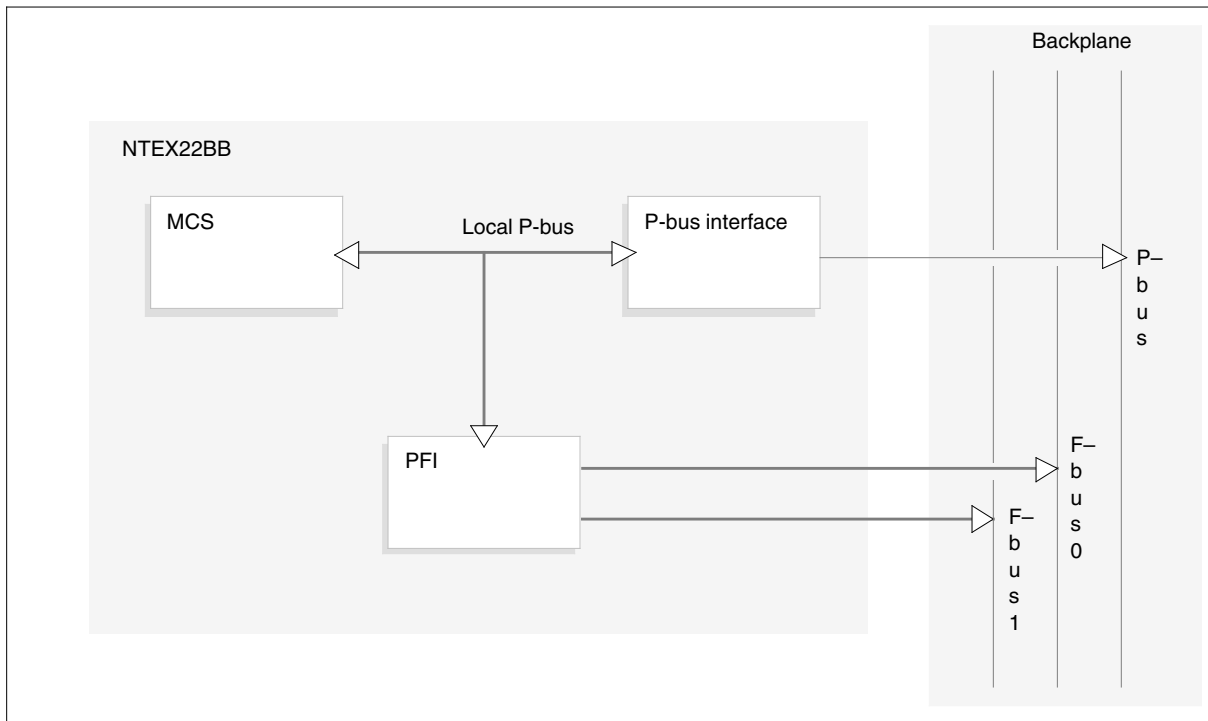 Backplane
NTEX22BB
MCS
Local P-bus
P-bus interface
P–
b
u
s
PFI
F–
b
u
s
0
F–
b
u
s
1